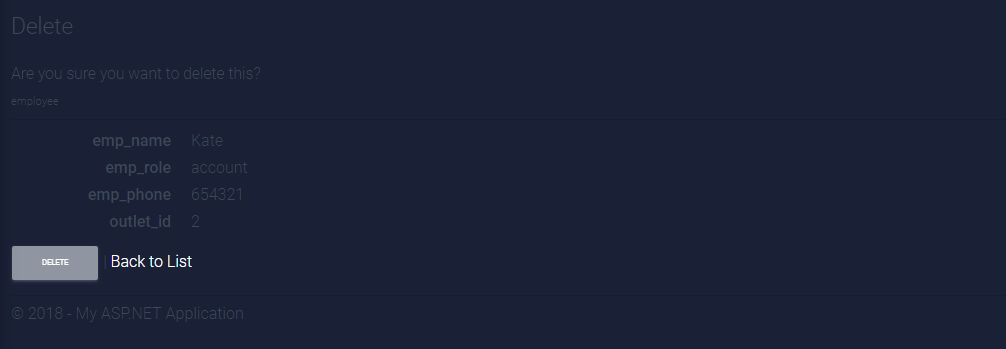 Delete
Are you sure you want to delete this?
employee
emp_name Kate
emp_role account
emp_phone 654321
outlet_id 2
DELETE | Back to List
© 2018 - My ASP.NET Application